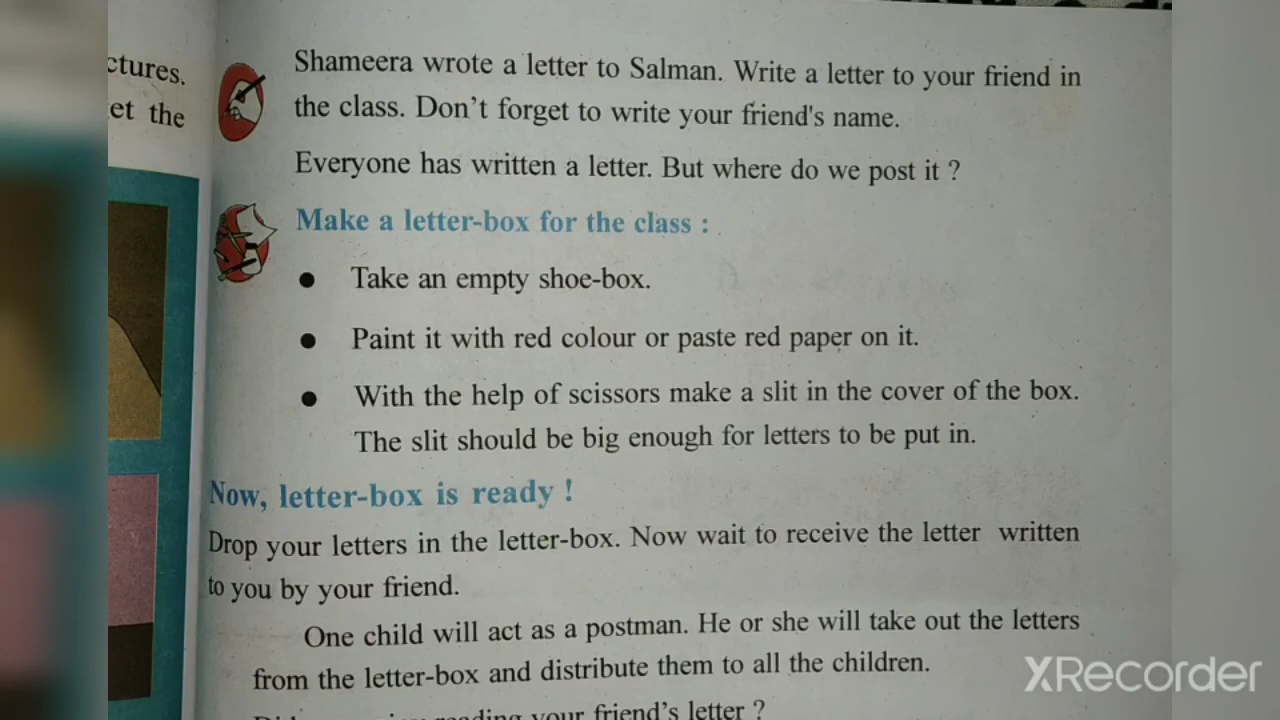 ctures.
et the
Shameera wrote a letter to Salman. Write a letter to your friend in
the class. Don't forget to write your friend's name.
Everyone has written a letter. But where do we post it ?
Make a letter-box for the class :
● Take an empty shoe-box.
● Paint it with red colour or paste red paper on it.
● With the help of scissors make a slit in the cover of the box.
The slit should be big enough for letters to be put in.
Now, letter-box is ready !
Drop your letters in the letter-box. Now wait to receive the letter written
to you by your friend.
One child will act as a postman. He or she will take out the letters
from the letter-box and distribute them to all the children.
reading your friend's letter ?
XRecorder